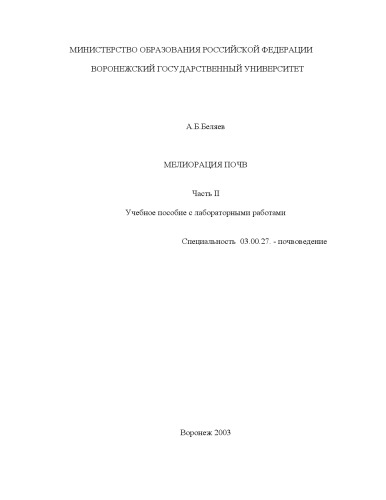 МИНИСТЕРСТВО ОБРАЗОВАНИЯ РОССИЙСКОЙ ФЕДЕРАЦИИ
ВОРОНЕЖСКИЙ ГОСУДАРСТВЕННЫЙ УНИВЕРСИТЕТ
А.Б.Беляев
МЕЛИОРАЦИЯ ПОЧВ
Часть II
Учебное пособие с лабораторными работами
Специальность 03.00.27. - почвоведение
Воронеж 2003